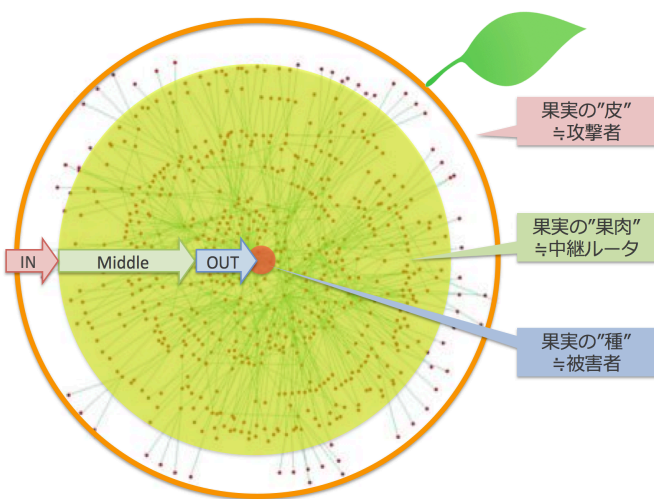 果実の"皮"
≒攻撃者
果実の"果肉"
≒中継ルータ
IN
Middle
OUT
果実の"種"
≒被害者